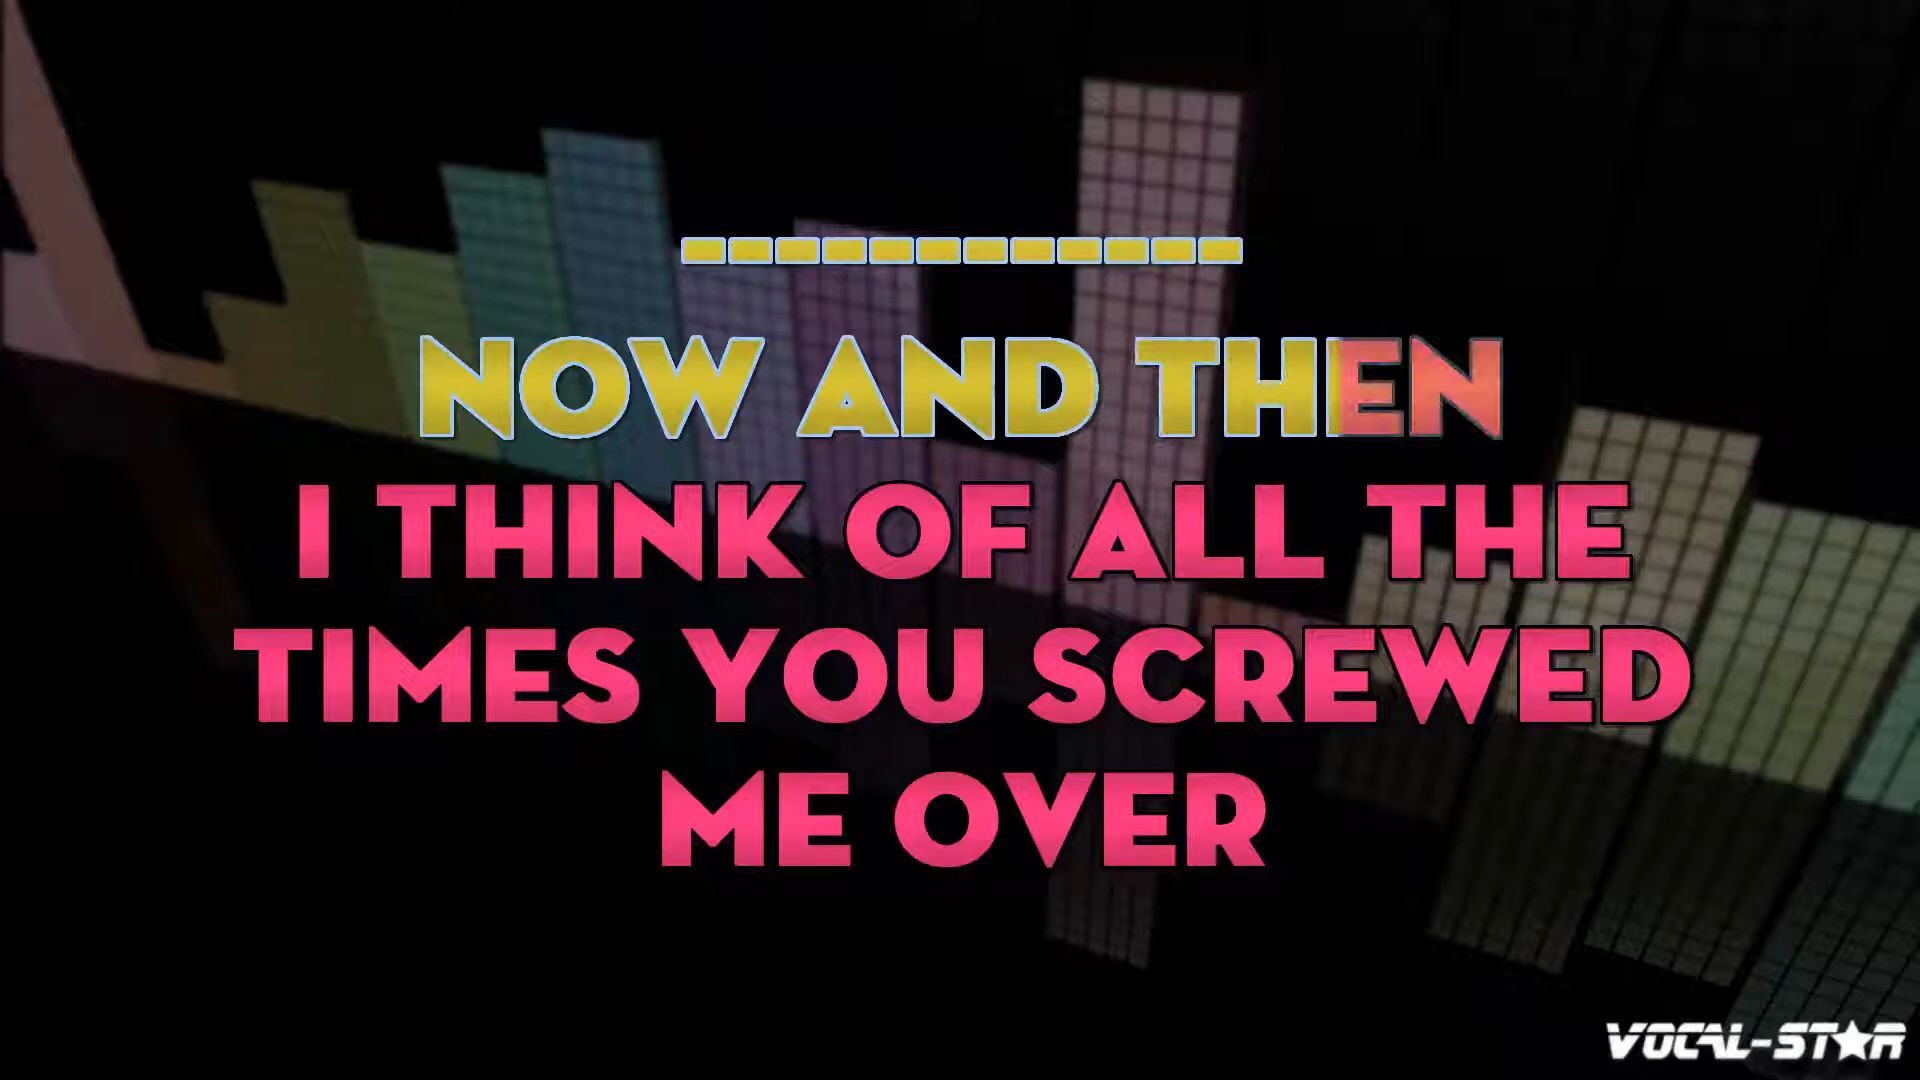 ------------
NOW AND THEN
I THINK OF ALL THE
TIMES YOU SCREWED
ME OVER
VOCAL-STAR